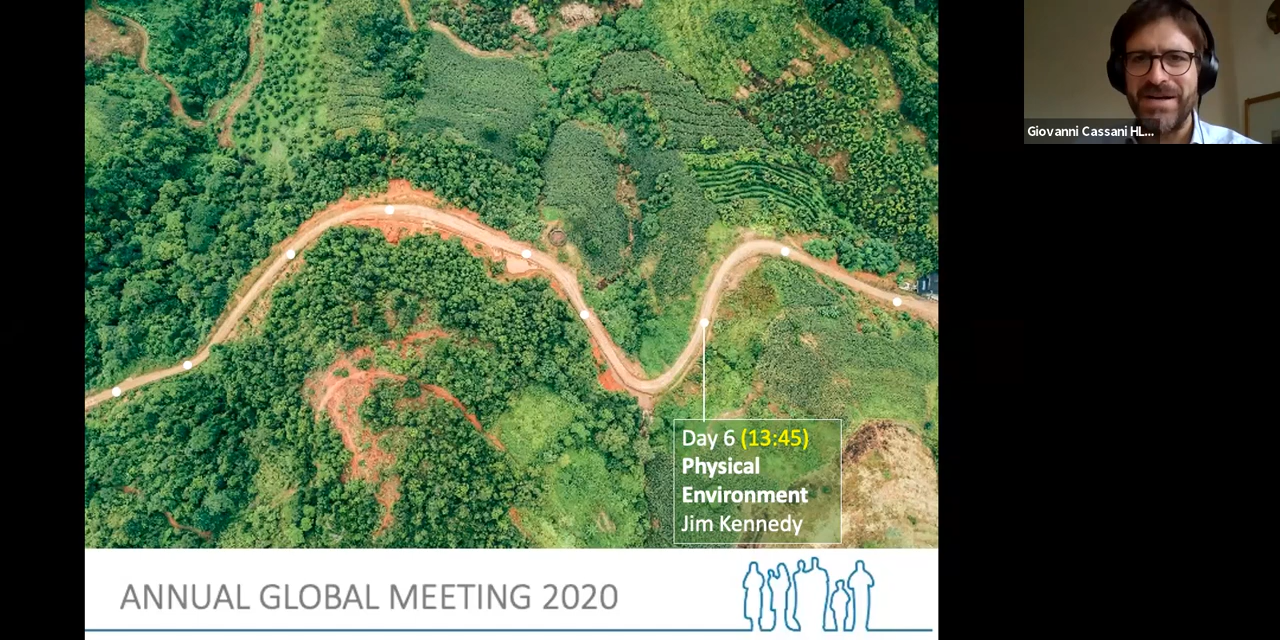 Giovanni Cassani HL...
Day 6 (13:45)
Physical
Environment
Jim Kennedy
ANNUAL GLOBAL MEETING 2020